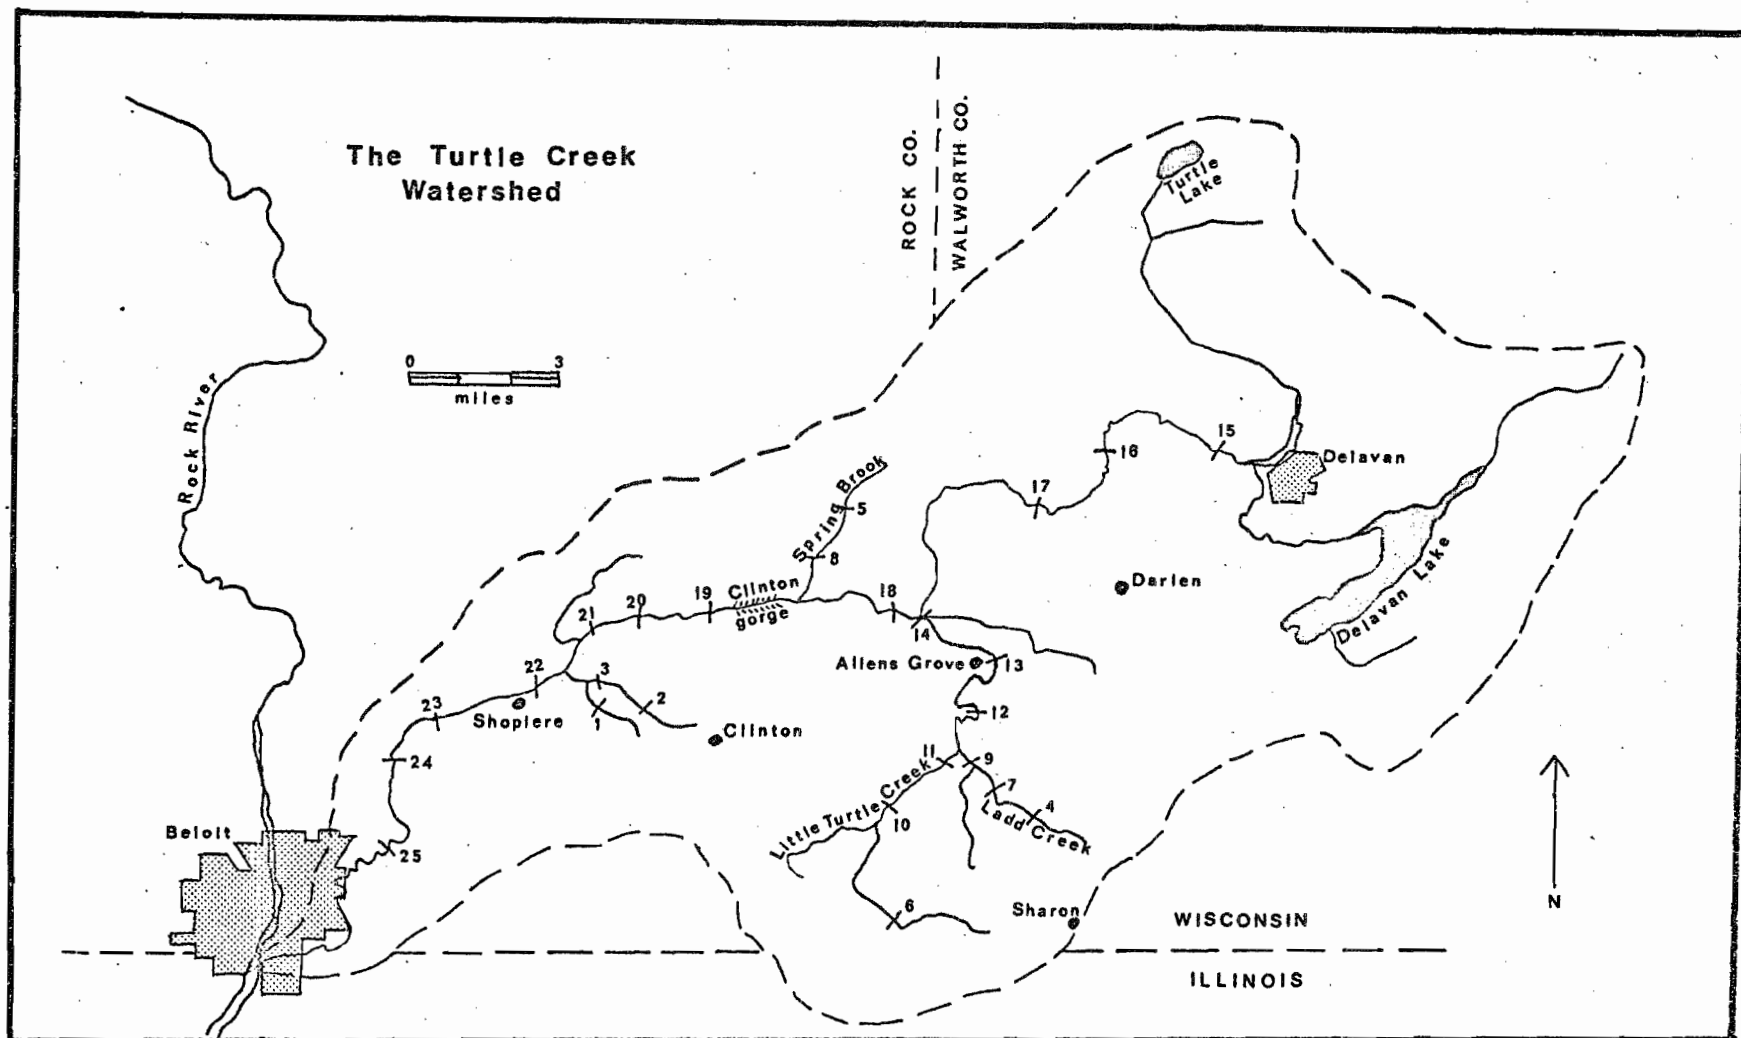 The Turtle Creek
Watershed
ROCK CO.
WALWORTH CO.
Turtle
Lake
0 3
miles
Rock River
15
Delavan
16
17
Spring Brook
5
8
Delavan Lake
Darien
Clinton
gorge
18
19
20
21
14
Allens Grove
13
22
3
2
1
23
Shopiere
12
Clinton
24
11
9
7
4
Little Turtle Creek
Ladd Creek
10
Beloit
25
6
Sharon
WISCONSIN
N
ILLINOIS